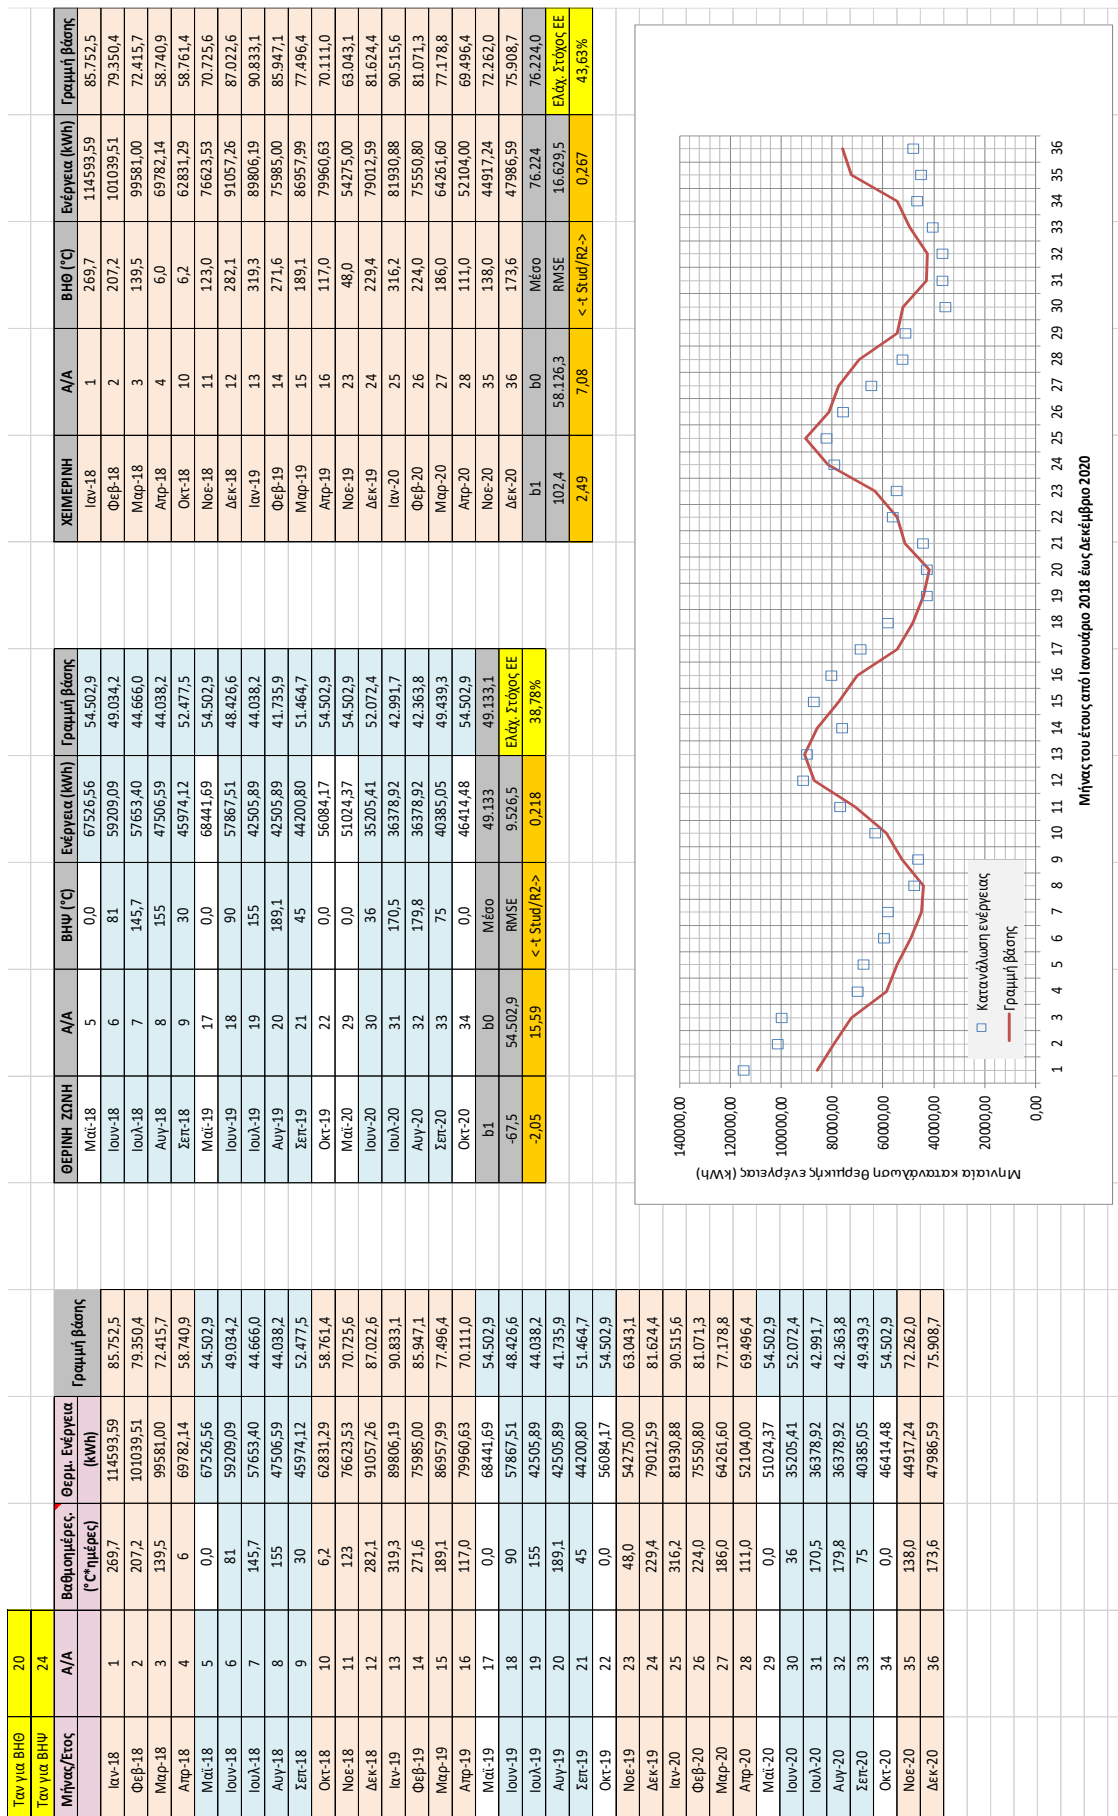 Ταν για ΒΗΘ 20
Ταν για ΒΗΨ 24
Μήνας/Έτος Α/Α Βαθμοημέρες, (°C*ημέρες) Θερμ. Ενέργεια (kWh) Γραμμή βάσης
Ιαν-18 1 269,7 114593,59 85.752,5
Φεβ-18 2 207,2 101039,51 79.350,4
Μαρ-18 3 139,5 99581,00 72.415,7
Απρ-18 4 6 69782,14 58.740,9
Μαϊ-18 5 0,0 67526,56 54.502,9
Ιουν-18 6 81 59209,09 49.034,2
Ιουλ-18 7 145,7 57653,40 44.666,0
Αυγ-18 8 155 47506,59 44.038,2
Σεπ-18 9 30 45974,12 52.477,5
Οκτ-18 10 6,2 62831,29 58.761,4
Νοε-18 11 123 76623,53 70.725,6
Δεκ-18 12 282,1 91057,26 87.022,6
Ιαν-19 13 319,3 89806,19 90.833,1
Φεβ-19 14 271,6 75985,00 85.947,1
Μαρ-19 15 189,1 86957,99 77.496,4
Απρ-19 16 117,0 79960,63 70.111,0
Μαϊ-19 17 0,0 68441,69 54.502,9
Ιουν-19 18 90 57867,51 48.426,6
Ιουλ-19 19 155 42505,89 44.038,2
Αυγ-19 20 189,1 42505,89 41.735,9
Σεπ-19 21 45 44200,80 51.464,7
Οκτ-19 22 0,0 56084,17 54.502,9
Νοε-19 23 48,0 54275,00 63.043,1
Δεκ-19 24 229,4 79012,59 81.624,4
Ιαν-20 25 316,2 81930,88 90.515,6
Φεβ-20 26 224,0 75550,80 81.071,3
Μαρ-20 27 186,0 64261,60 77.178,8
Απρ-20 28 111,0 52104,00 69.496,4
Μαϊ-20 29 0,0 51024,37 54.502,9
Ιουν-20 30 36 35205,41 52.072,4
Ιουλ-20 31 170,5 36378,92 42.991,7
Αυγ-20 32 179,8 36378,92 42.363,8
Σεπ-20 33 75 40385,05 49.439,3
Οκτ-20 34 0,0 46414,48 54.502,9
Νοε-20 35 138,0 44917,24 72.262,0
Δεκ-20 36 173,6 47986,59 75.908,7
ΘΕΡΙΝΗ ΖΩΝΗ Α/Α ΒΗΨ (°C) Ενέργεια (kWh) Γραμμή βάσης
Μαϊ-18 5 0,0 67526,56 54.502,9
Ιουν-18 6 81 59209,09 49.034,2
Ιουλ-18 7 145,7 57653,40 44.666,0
Αυγ-18 8 155 47506,59 44.038,2
Σεπ-18 9 30 45974,12 52.477,5
Μαϊ-19 17 0,0 68441,69 54.502,9
Ιουν-19 18 90 57867,51 48.426,6
Ιουλ-19 19 155 42505,89 44.038,2
Αυγ-19 20 189,1 42505,89 41.735,9
Σεπ-19 21 45 44200,80 51.464,7
Οκτ-19 22 0,0 56084,17 54.502,9
Μαϊ-20 29 0,0 51024,37 54.502,9
Ιουν-20 30 36 35205,41 52.072,4
Ιουλ-20 31 170,5 36378,92 42.991,7
Αυγ-20 32 179,8 36378,92 42.363,8
Σεπ-20 33 75 40385,05 49.439,3
Οκτ-20 34 0,0 46414,48 54.502,9
b1 b0 Μέσο 49.133 49.133,1
-67,5 54.502,9 RMSE 9.526,5 Ελάχ. Στόχος ΕΕ
-2,05 15,59 <-t Stud/R2-> 0,218 38,78%
ΧΕΙΜΕΡΙΝΗ Α/Α ΒΗΘ (°C) Ενέργεια (kWh) Γραμμή βάσης
Ιαν-18 1 269,7 114593,59 85.752,5
Φεβ-18 2 207,2 101039,51 79.350,4
Μαρ-18 3 139,5 99581,00 72.415,7
Απρ-18 4 6,0 69782,14 58.740,9
Οκτ-18 10 6,2 62831,29 58.761,4
Νοε-18 11 123,0 76623,53 70.725,6
Δεκ-18 12 282,1 91057,26 87.022,6
Ιαν-19 13 319,3 89806,19 90.833,1
Φεβ-19 14 271,6 75985,00 85.947,1
Μαρ-19 15 189,1 86957,99 77.496,4
Απρ-19 16 117,0 79960,63 70.111,0
Νοε-19 23 48,0 54275,00 63.043,1
Δεκ-19 24 229,4 79012,59 81.624,4
Ιαν-20 25 316,2 81930,88 90.515,6
Φεβ-20 26 224,0 75550,80 81.071,3
Μαρ-20 27 186,0 64261,60 77.178,8
Απρ-20 28 111,0 52104,00 69.496,4
Νοε-20 35 138,0 44917,24 72.262,0
Δεκ-20 36 173,6 47986,59 75.908,7
b1 b0 Μέσο 76.224 76.224,0
102,4 58.126,3 RMSE 16.629,5 Ελάχ. Στόχος ΕΕ
2,49 7,08 <-t Stud/R2-> 0,267 43,63%
Μηνιαία κατανάλωση θερμικής ενέργειας (kWh)
140000,00
120000,00
100000,00
80000,00
60000,00
40000,00
20000,00
0,00
Κατανάλωση ενέργειας
Γραμμή βάσης
1 2 3 4 5 6 7 8 9 10 11 12 13 14 15 16 17 18 19 20 21 22 23 24 25 26 27 28 29 30 31 32 33 34 35 36
Μήνας του έτους από Ιανουάριο 2018 έως Δεκέμβριο 2020